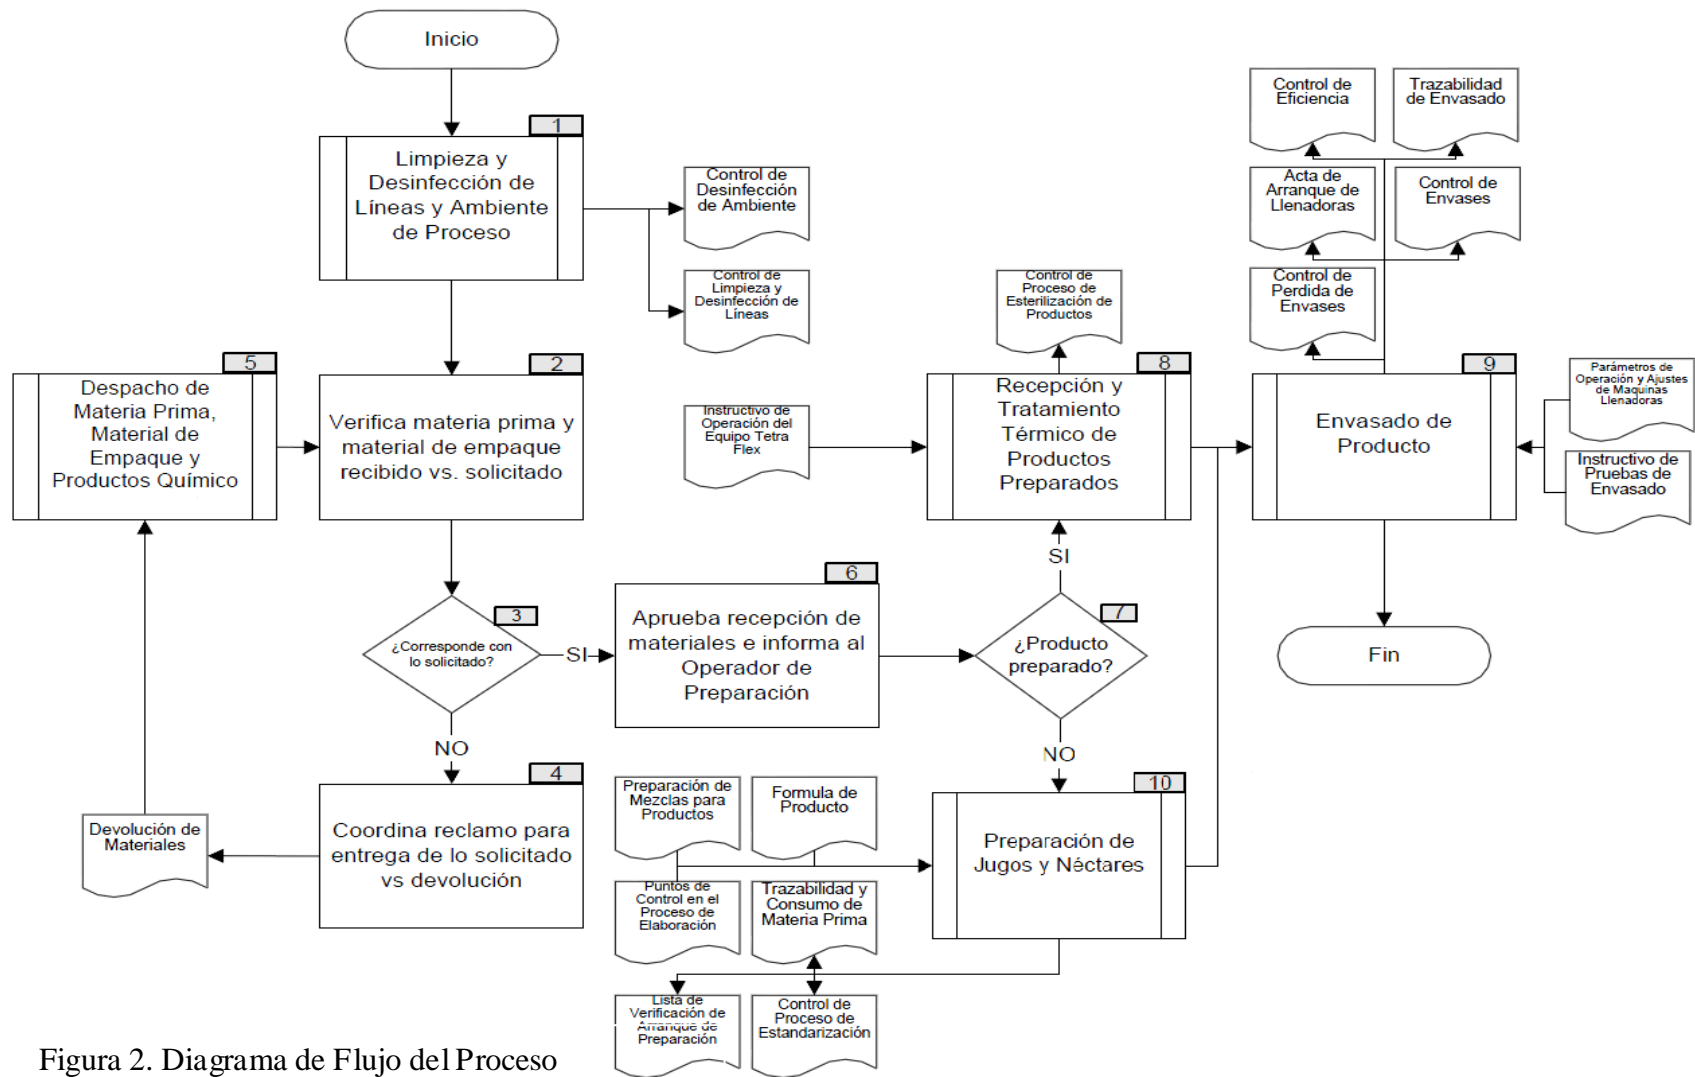 Inicio
1
Limpieza y
Desinfección de
Líneas y Ambiente
de Proceso
Control de
Desinfección
de Ambiente
Control de
Limpieza y
Desinfección de
Líneas
5
Despacho de
Materia Prima,
Material de
Empaque y
Productos Químico
2
Verifica materia prima y
material de empaque
recibido vs. solicitado
3
¿Corresponde con
lo solicitado?
SI
NO
4
Coordina reclamo para
entrega de lo solicitado
vs devolución
Devolución de
Materiales
6
Aprueba recepción de
materiales e informa al
Operador de
Preparación
7
¿Producto
preparado?
SI
NO
Instructivo de
Operación del
Equipo Tetra
Flex
Control de
Proceso de
Esterilización de
Productos
8
Recepción y
Tratamiento
Térmico de
Productos
Preparados
Control de
Eficiencia
Trazabilidad
de Envasado
Acta de
Arranque de
Llenadoras
Control de
Envases
Control de
Perdida de
Envases
9
Envasado de
Producto
Parámetros de
Operación y Ajustes
de Maquinas
Llenadoras
Instructivo de
Pruebas de
Envasado
Fin
10
Preparación de
Jugos y Néctares
Preparación de
Mezclas para
Productos
Formula de
Producto
Puntos de
Control en el
Proceso de
Elaboración
Trazabilidad y
Consumo de
Materia Prima
Lista de
Verificación de
Arranque de
Preparación
Control de
Proceso de
Estandarización
Figura 2. Diagrama de Flujo del Proceso